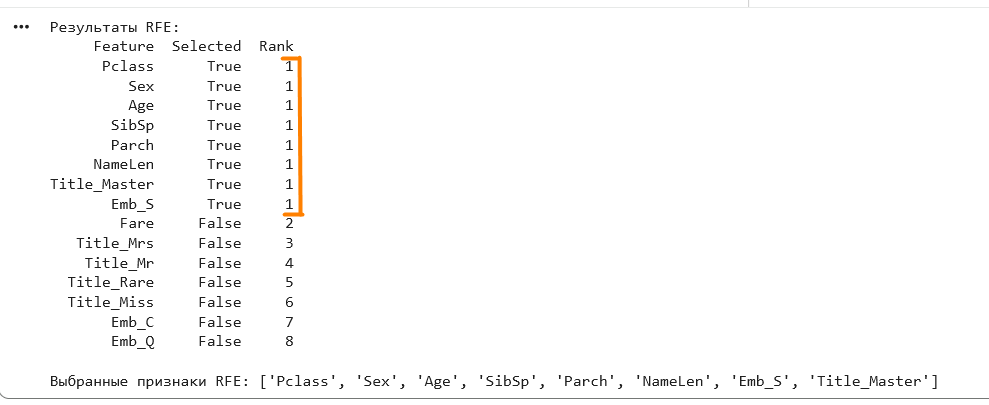 Результаты RFE:
Feature Selected Rank
Pclass True 1
Sex True 1
Age True 1
SibSp True 1
Parch True 1
NameLen True 1
Title_Master True 1
Emb_S True 1
Fare False 2
Title_Mrs False 3
Title_Mr False 4
Title_Rare False 5
Title_Miss False 6
Emb_C False 7
Emb_Q False 8
Выбранные признаки RFE: ['Pclass', 'Sex', 'Age', 'SibSp', 'Parch', 'NameLen', 'Emb_S', 'Title_Master']